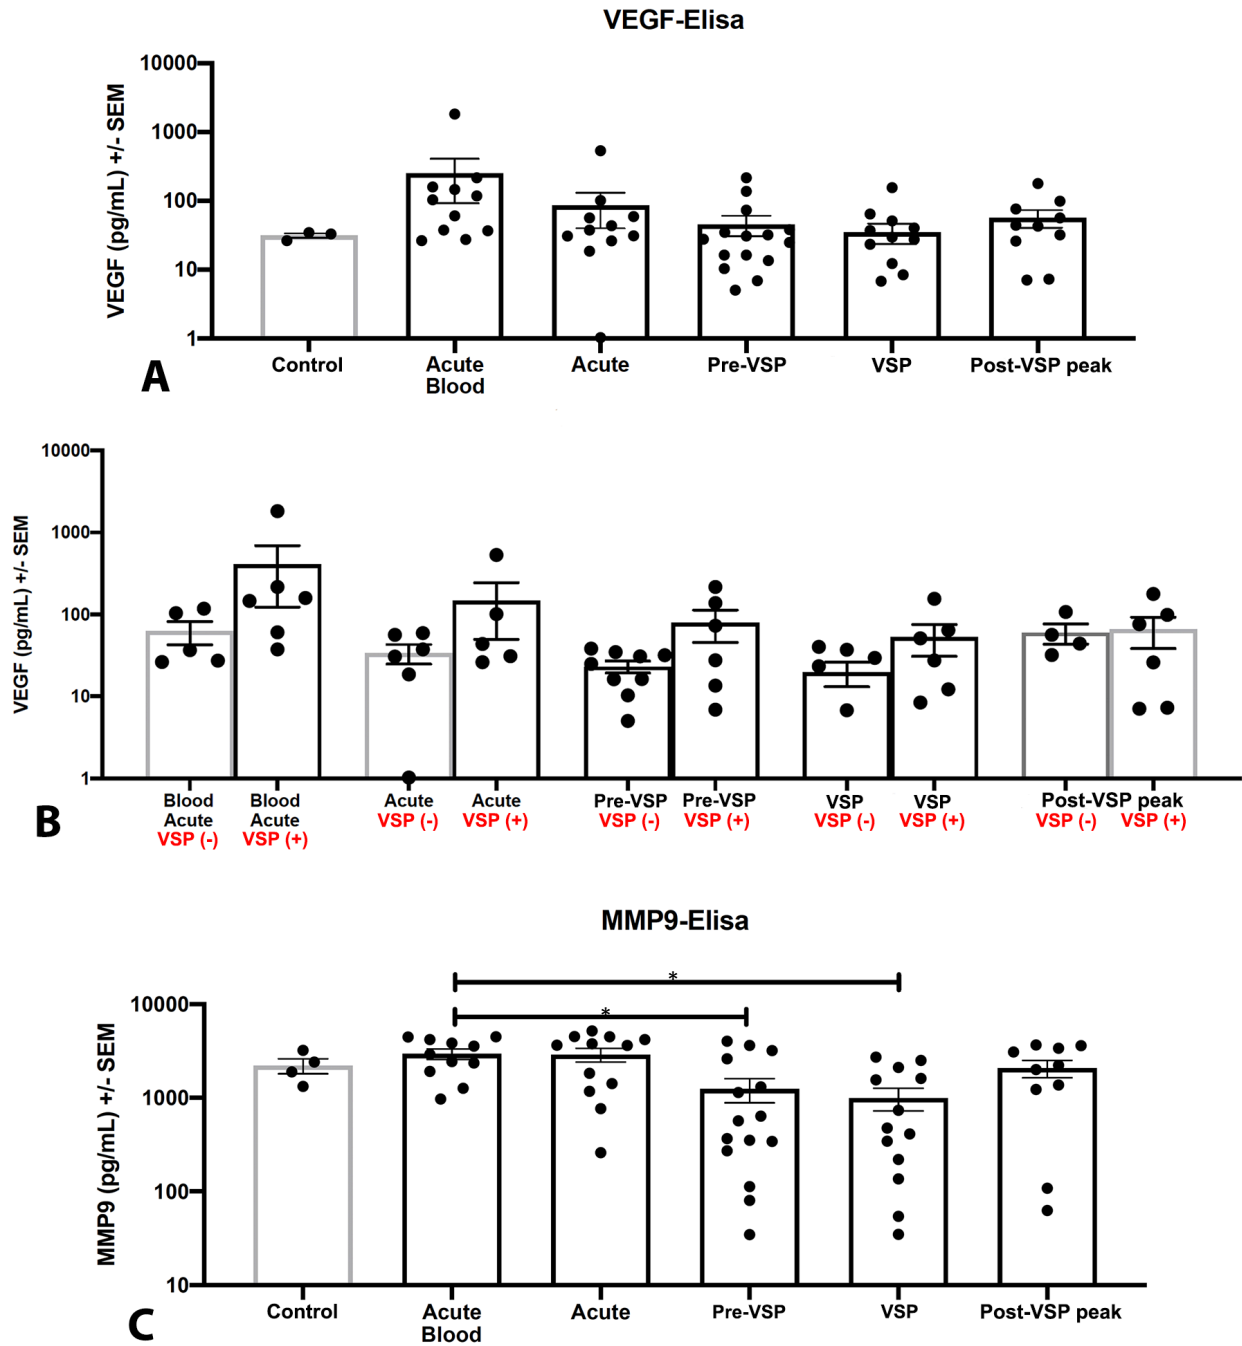 VEGF-Elisa
VEGF (pg/mL) +/- SEM
10000
1000
100
10
1
Control
Acute Blood
Acute
Pre-VSP
VSP
Post-VSP peak
A
VEGF (pg/mL) +/- SEM
10000
1000
100
10
1
Blood Acute VSP (-)
Blood Acute VSP (+)
Acute VSP (-)
Acute VSP (+)
Pre-VSP VSP (-)
Pre-VSP VSP (+)
VSP VSP (-)
VSP VSP (+)
Post-VSP peak
VSP (-) VSP (+)
B
MMP9-Elisa
*
*
MMP9 (pg/mL) +/- SEM
10000
1000
100
10
Control
Acute Blood
Acute
Pre-VSP
VSP
Post-VSP peak
C